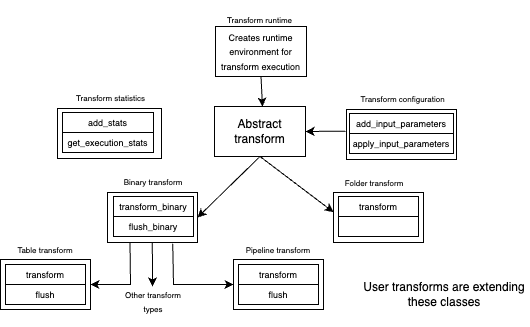 Transform runtime
Creates runtime
environment for
transform execution
Transform statistics
add_stats
get_execution_stats
Abstract
transform
Transform configuration
add_input_parameters
apply_input_parameters
Binary transform
transform_binary
flush_binary
Folder transform
transform
Table transform
transform
flush
Other transform
types
Pipeline transform
transform
flush
User transforms are extending
these classes